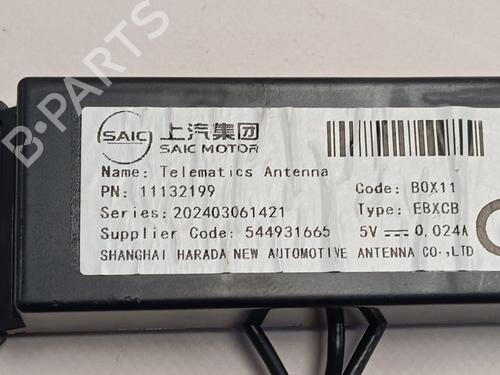 B-PARTS
SAIC 上汽集团
SAIC MOTOR
Name: Telematics Antenna
PN: 11132199 Code: B0X11
Series: 202403061421 Type: EBXCB
Supplier Code: 544931665 5V ⎓ 0,024A
SHANGHAI HARADA NEW AUTOMOTIVE ANTENNA CO.,LTD